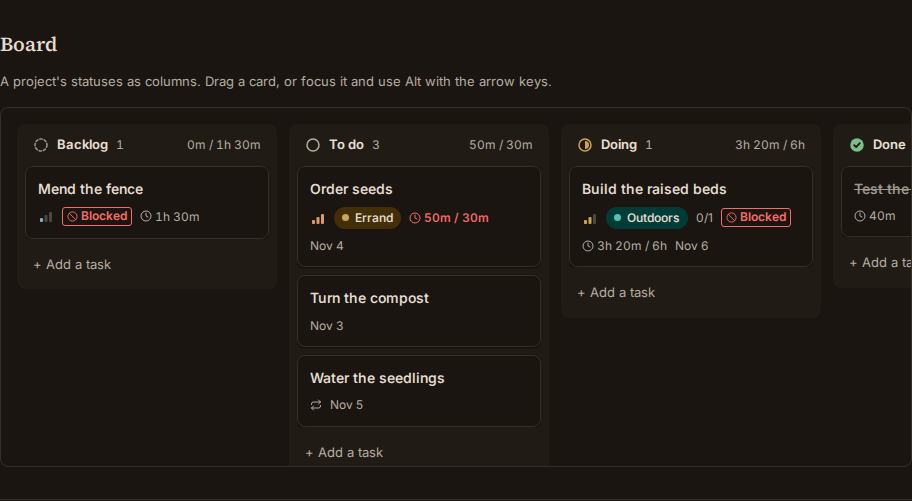 Board
A project's statuses as columns. Drag a card, or focus it and use Alt with the arrow keys.
Backlog 1 0m / 1h 30m
Mend the fence
Blocked 1h 30m
+ Add a task
To do 3 50m / 30m
Order seeds
Errand 50m / 30m
Nov 4
Turn the compost
Nov 3
Water the seedlings
Nov 5
+ Add a task
Doing 1 3h 20m / 6h
Build the raised beds
Outdoors 0/1 Blocked
3h 20m / 6h Nov 6
+ Add a task
Done
Test the
40m
+ Add a ta